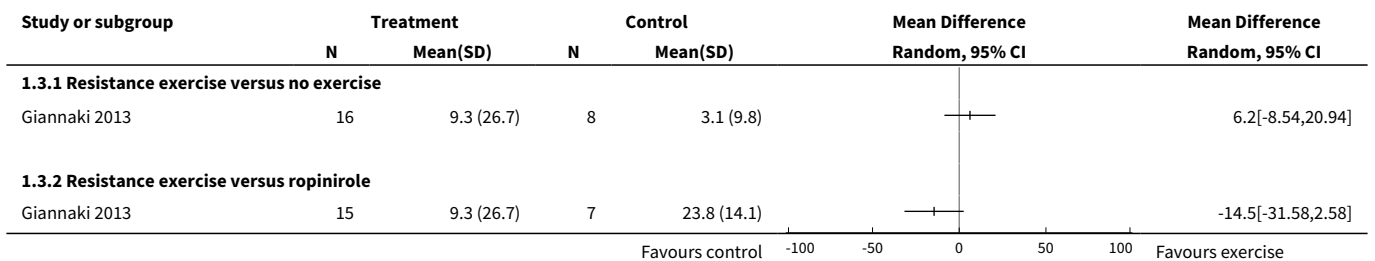 Study or subgroup Treatment Control Mean Difference Mean Difference
N Mean(SD) N Mean(SD) Random, 95% CI Random, 95% CI
1.3.1 Resistance exercise versus no exercise
Giannaki 2013 16 9.3 (26.7) 8 3.1 (9.8) 6.2[-8.54,20.94]
1.3.2 Resistance exercise versus ropinirole
Giannaki 2013 15 9.3 (26.7) 7 23.8 (14.1) -14.5[-31.58,2.58]
Favours control -100 -50 0 50 100 Favours exercise